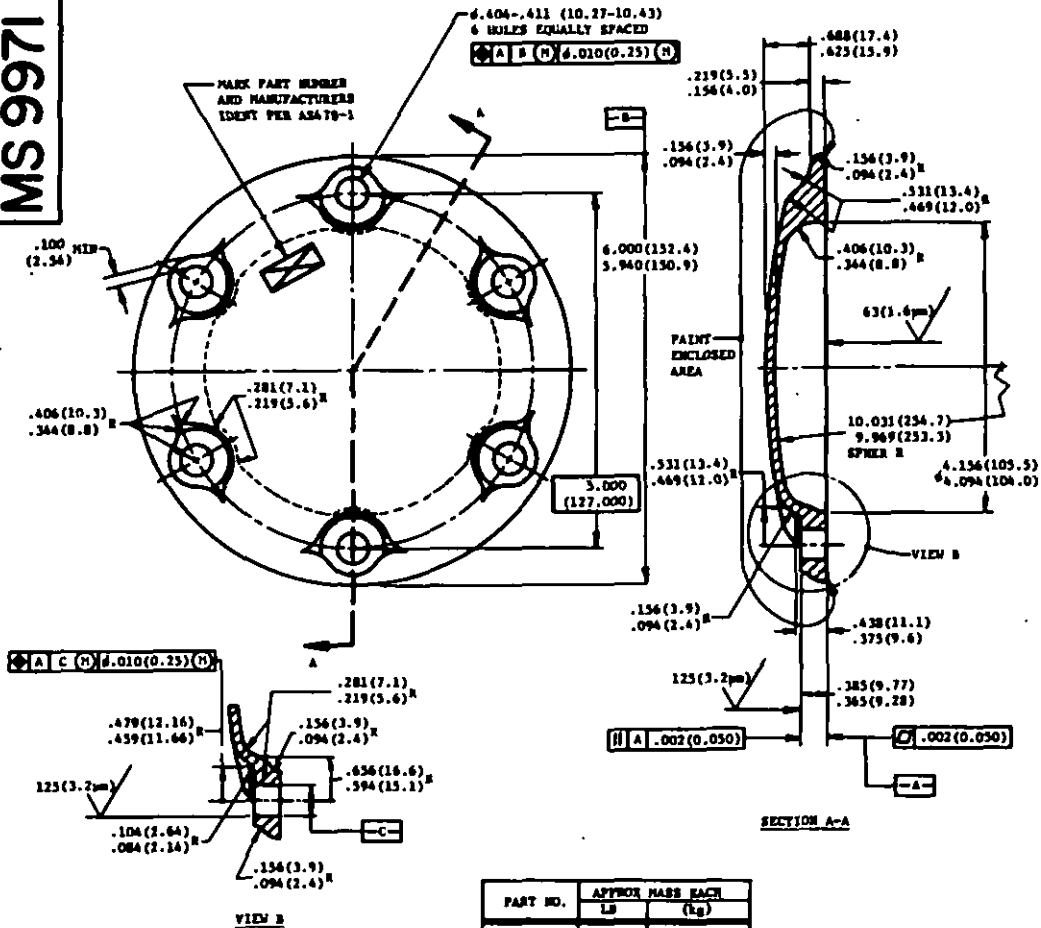 MS 9971
ø.404-.411 (10.27-10.43)
6 HOLES EQUALLY SPACED
A B Ⓜ ø.010(0.25) Ⓜ
MARK PART NUMBER
AND MANUFACTURERS
IDENT PER AS478-1
A
-B-
.688(17.4)
.625(15.9)
.219(5.5)
.156(4.0)
.156(3.9)
.094(2.4)
.156(3.9)
.094(2.4) R
.531(13.4)
.469(12.0) R
.406(10.3)
.344(8.8) R
.100 MIN
(2.54)
6.000(152.4)
5.940(150.9)
63(1.6µm)
PAINT
ENCLOSED
AREA
.281(7.1)
.219(5.6) R
.406(10.3)
.344(8.8) R
10.031(254.7)
9.969(253.3)
SPHER R
.531(13.4)
.469(12.0) R
ø4.156(105.5)
4.094(104.0)
5.000
(127.000)
VIEW B
.156(3.9)
.094(2.4) R
.438(11.1)
.375(9.6)
A
A C Ⓜ ø.010(0.25) Ⓜ
.281(7.1)
.219(5.6) R
125(3.2µm)
.385(9.77)
.365(9.28)
.479(12.16)
.459(11.66) R
.156(3.9)
.094(2.4) R
// A .002(0.050)
.002(0.050)
.656(16.6)
.594(15.1) R
125(3.2µm)
-A-
-C-
.104(2.64)
.084(2.14) R
SECTION A-A
.156(3.9)
.094(2.4) R
VIEW B
PART NO. APPROX MASS EACH
LB (kg)